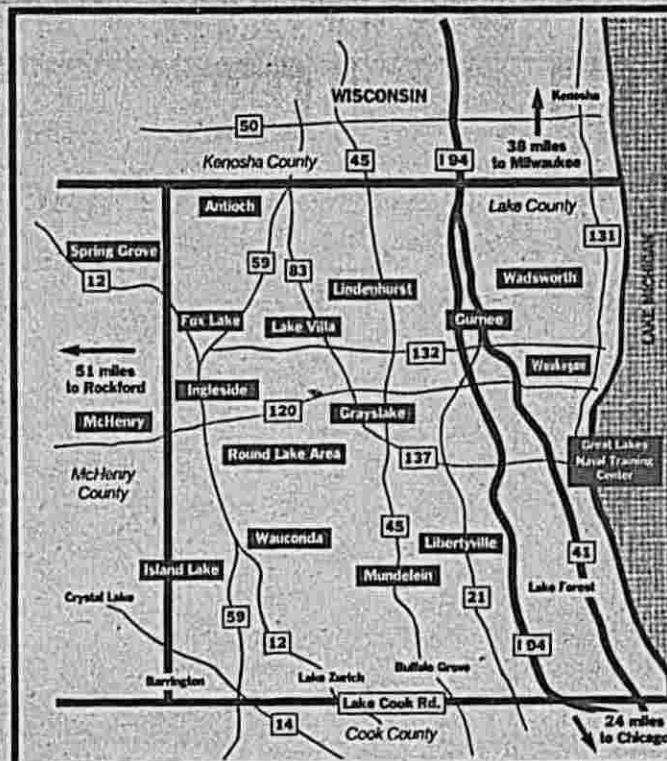 WISCONSIN
Kenosha
50
38 miles
to Milwaukee
Kenosha County
45
I 94
Antioch
Lake County
131
Spring Grove
59
83
12
Lindenhurst
Wadsworth
LAKE MICHIGAN
Fox Lake
Lake Villa
Gurnee
51 miles
to Rockford
132
Waukegan
Ingleside
McHenry
120
Grayslake
Round Lake Area
137
Great Lakes
Naval Training
Center
McHenry
County
45
Wauconda
Libertyville
41
Island Lake
Mundelein
Lake Forest
Crystal Lake
59
21
12
I 94
Barrington
Lake Zurich
Buffalo Grove
Lake Cook Rd.
14
Cook County
24 miles
to Chicago